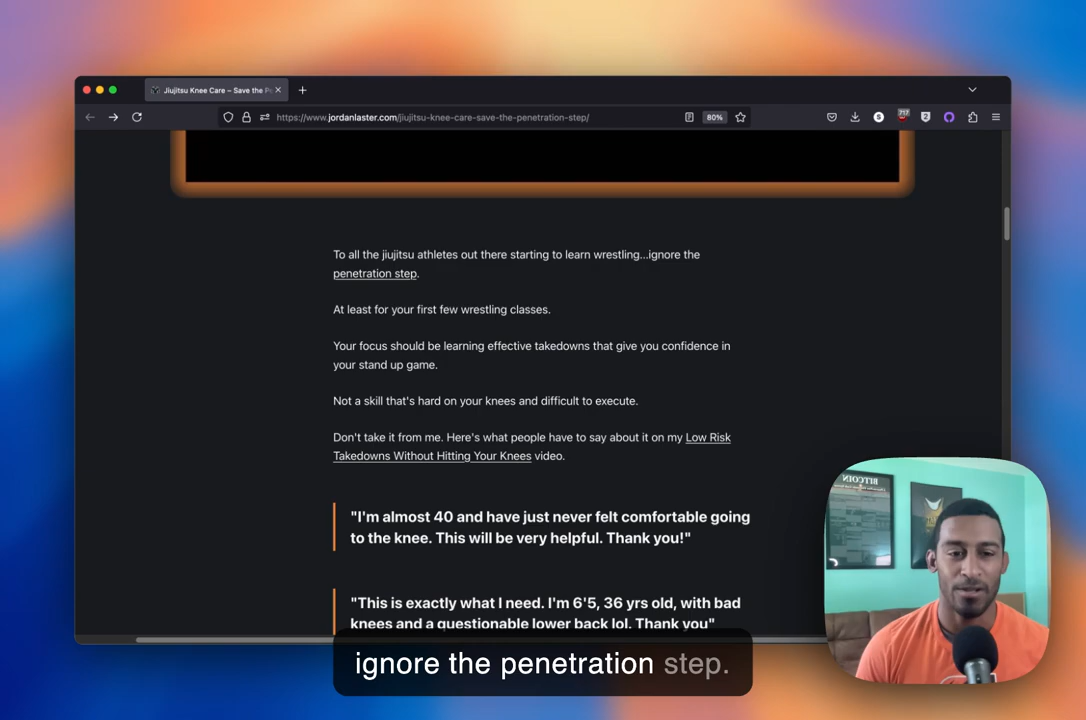 Jiujitsu Knee Care – Save the Pe
https://www.jordanlaster.com/jiujitsu-knee-care-save-the-penetration-step/
80%
717
S
2
To all the jiujitsu athletes out there starting to learn wrestling...ignore the
penetration step.
At least for your first few wrestling classes.
Your focus should be learning effective takedowns that give you confidence in
your stand up game.
Not a skill that's hard on your knees and difficult to execute.
Don't take it from me. Here's what people have to say about it on my Low Risk
Takedowns Without Hitting Your Knees video.
"I'm almost 40 and have just never felt comfortable going
to the knee. This will be very helpful. Thank you!"
"This is exactly what I need. I'm 6'5, 36 yrs old, with bad
knees and a questionable lower back lol. Thank you"
BITCOIN
ignore the penetration step.